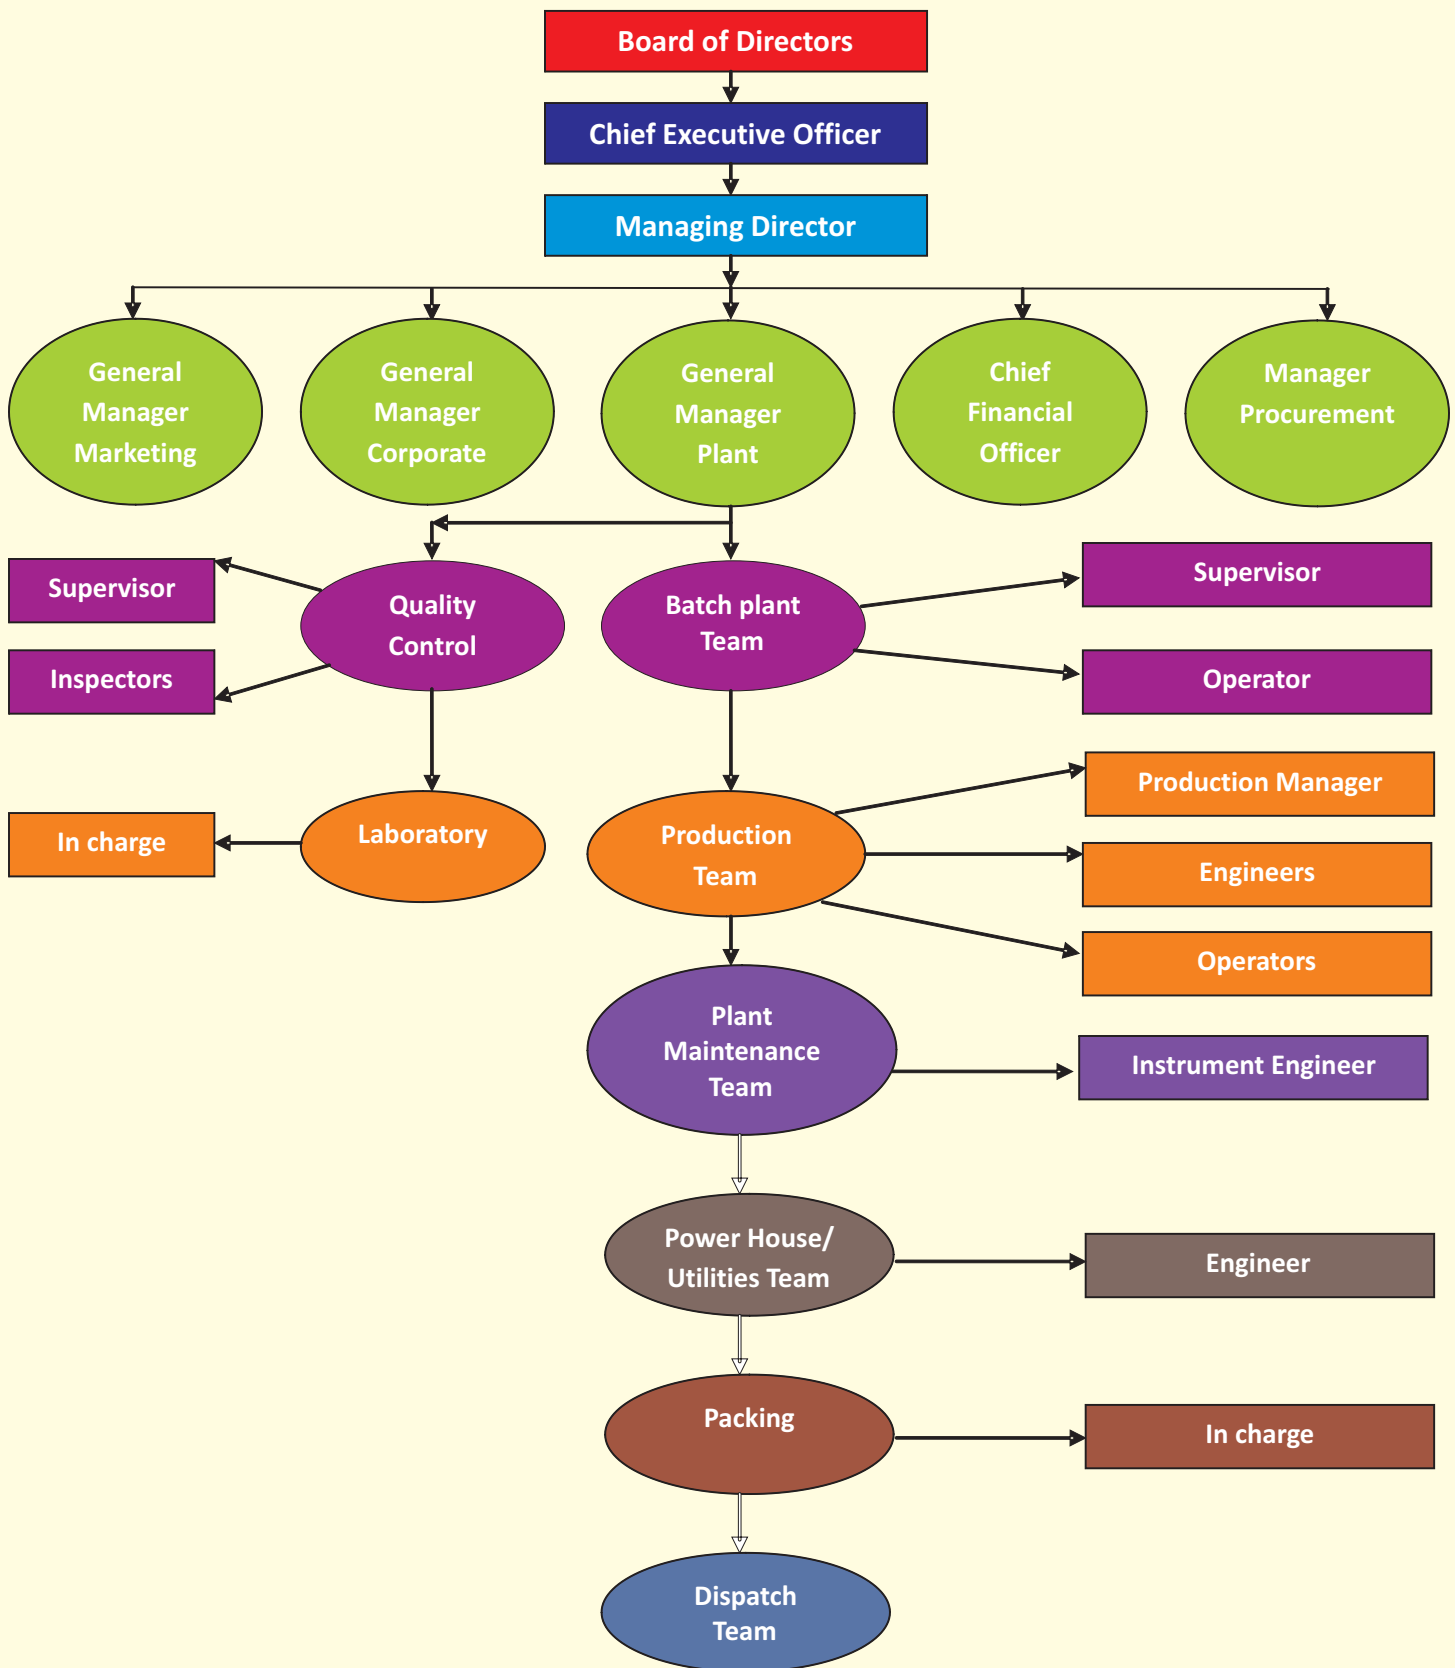 Board of Directors
Chief Executive Officer
Managing Director
General
Manager
Marketing
General
Manager
Corporate
General
Manager
Plant
Chief
Financial
Officer
Manager
Procurement
Supervisor
Inspectors
Quality
Control
Batch plant
Team
Supervisor
Operator
In charge
Laboratory
Production
Team
Production Manager
Engineers
Operators
Plant
Maintenance
Team
Instrument Engineer
Power House/
Utilities Team
Engineer
Packing
In charge
Dispatch
Team